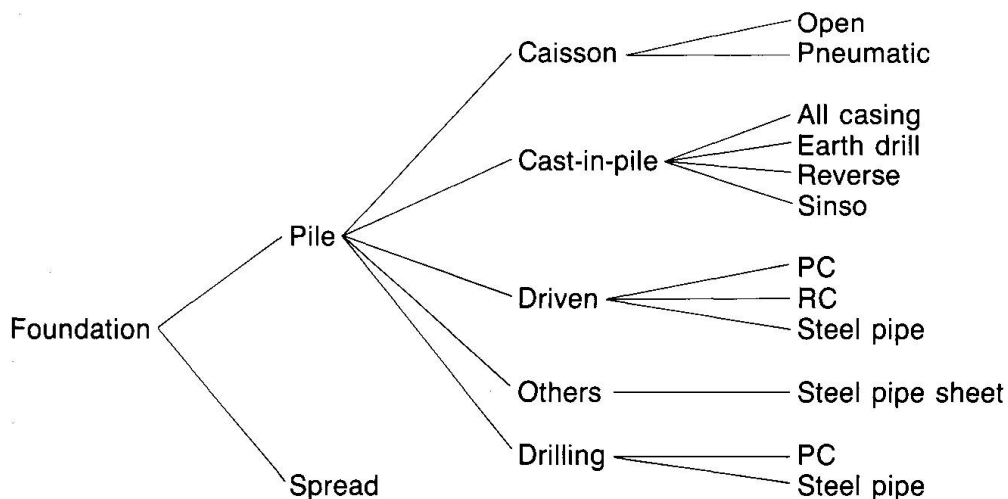 Open
Caisson
Pneumatic
All casing
Earth drill
Cast-in-pile
Reverse
Sinso
Pile
PC
Driven
RC
Foundation
Steel pipe
Others
Steel pipe sheet
Drilling
PC
Spread
Steel pipe